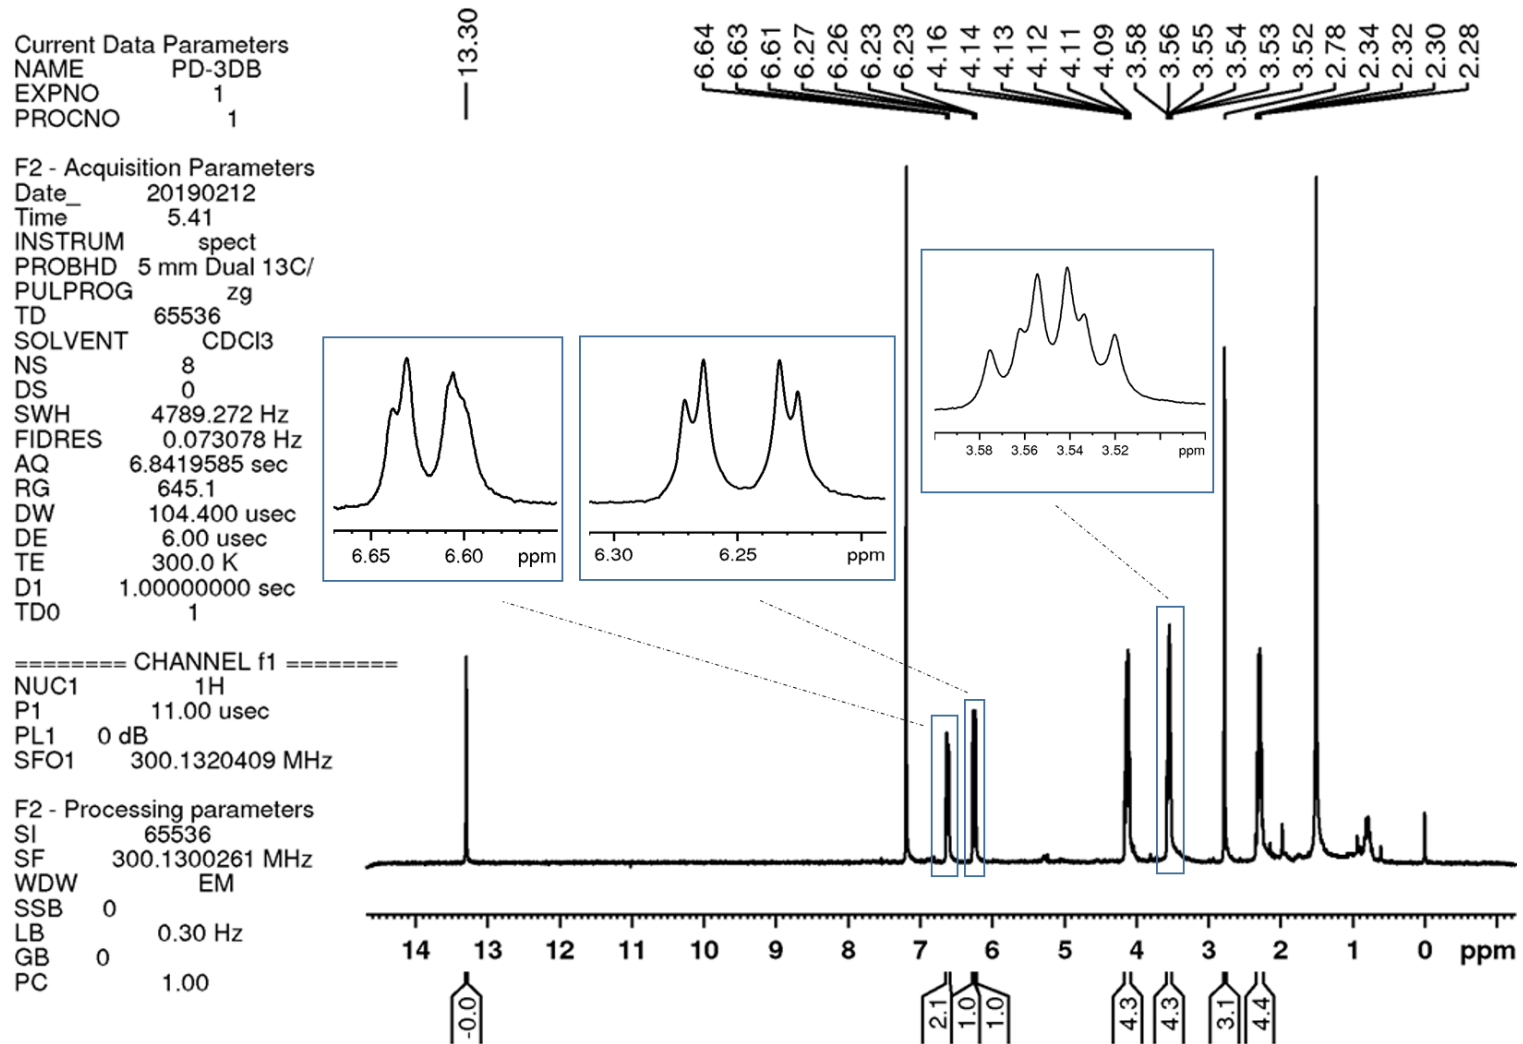 Current Data Parameters
NAME PD-3DB
EXPNO 1
PROCNO 1
F2 - Acquisition Parameters
Date_ 20190212
Time 5.41
INSTRUM spect
PROBHD 5 mm Dual 13C/
PULPROG zg
TD 65536
SOLVENT CDCl3
NS 8
DS 0
SWH 4789.272 Hz
FIDRES 0.073078 Hz
AQ 6.8419585 sec
RG 645.1
DW 104.400 usec
DE 6.00 usec
TE 300.0 K
D1 1.00000000 sec
TD0 1
======== CHANNEL f1 ========
NUC1 1H
P1 11.00 usec
PL1 0 dB
SFO1 300.1320409 MHz
F2 - Processing parameters
SI 65536
SF 300.1300261 MHz
WDW EM
SSB 0
LB 0.30 Hz
GB 0
PC 1.00
13.30
6.64
6.63
6.61
6.27
6.26
6.23
6.23
4.16
4.14
4.13
4.12
4.11
4.09
3.58
3.56
3.55
3.54
3.53
3.52
2.78
2.34
2.32
2.30
2.28
6.65 6.60 ppm
6.30 6.25 ppm
3.58 3.56 3.54 3.52 ppm
14 13 12 11 10 9 8 7 6 5 4 3 2 1 0 ppm
-0.0
2.1
1.0
1.0
4.3
4.3
3.1
4.4